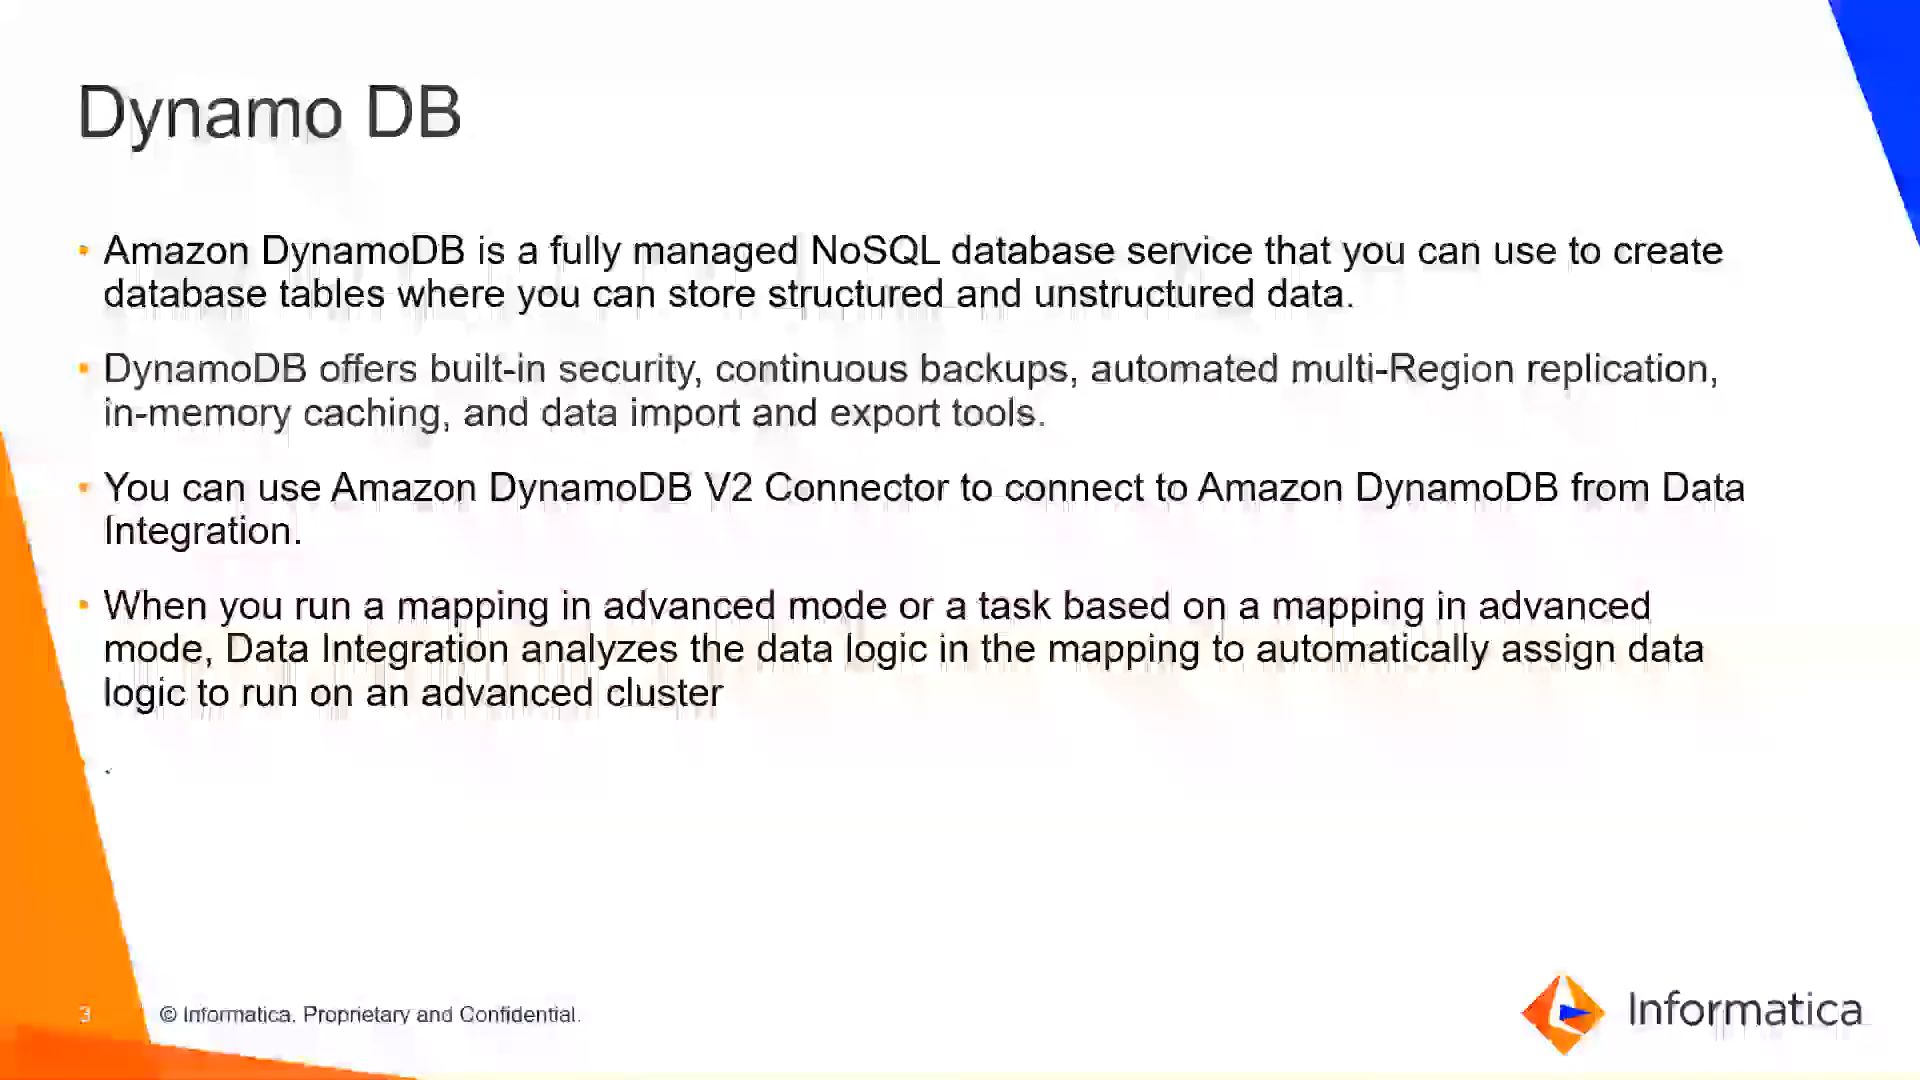 Dynamo DB
• Amazon DynamoDB is a fully managed NoSQL database service that you can use to create
database tables where you can store structured and unstructured data.
• DynamoDB offers built-in security, continuous backups, automated multi-Region replication,
in-memory caching, and data import and export tools.
• You can use Amazon DynamoDB V2 Connector to connect to Amazon DynamoDB from Data
Integration.
• When you run a mapping in advanced mode or a task based on a mapping in advanced
mode, Data Integration analyzes the data logic in the mapping to automatically assign data
logic to run on an advanced cluster
.
3
© Informatica. Proprietary and Confidential.
Informatica